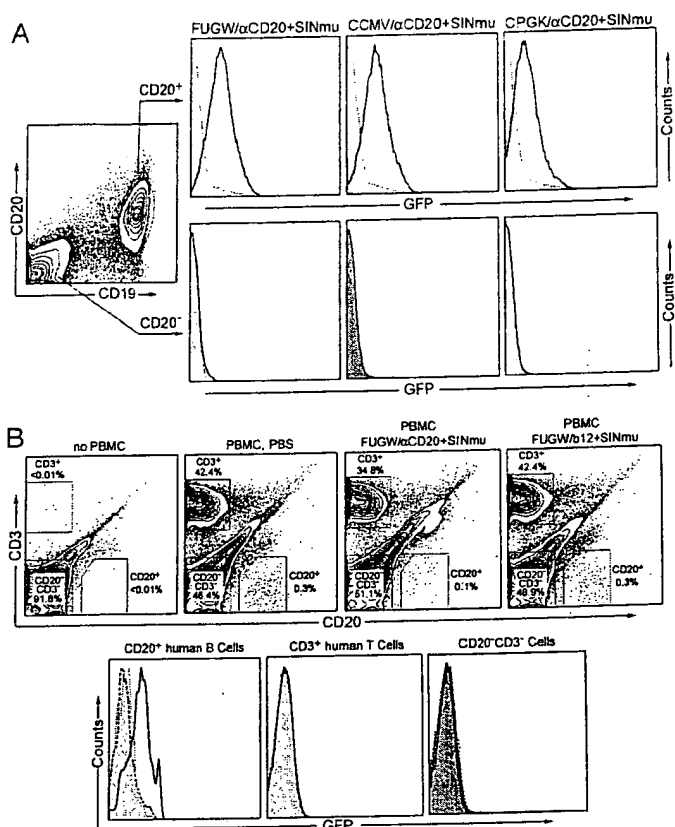 A
FUGW/αCD20+SINmu
CCMV/αCD20+SINmu
CPGK/αCD20+SINmu
CD20+
Counts
GFP
CD20
CD19
CD20-
Counts
GFP
B
no PBMC
PBMC, PBS
PBMC
FUGW/αCD20+SINmu
PBMC
FUGW/b12+SINmu
CD3+
<0.01%
CD3+
42.4%
CD3+
34.8%
CD3+
42.4%
CD3
CD20-
CD3-
91.8%
CD20+
<0.01%
CD20-
CD3-
46.4%
CD20+
0.3%
CD20-
CD3-
51.1%
CD20+
0.1%
CD20-
CD3-
48.9%
CD20+
0.3%
CD20
CD20+ human B Cells
CD3+ human T Cells
CD20-CD3- Cells
Counts
GFP